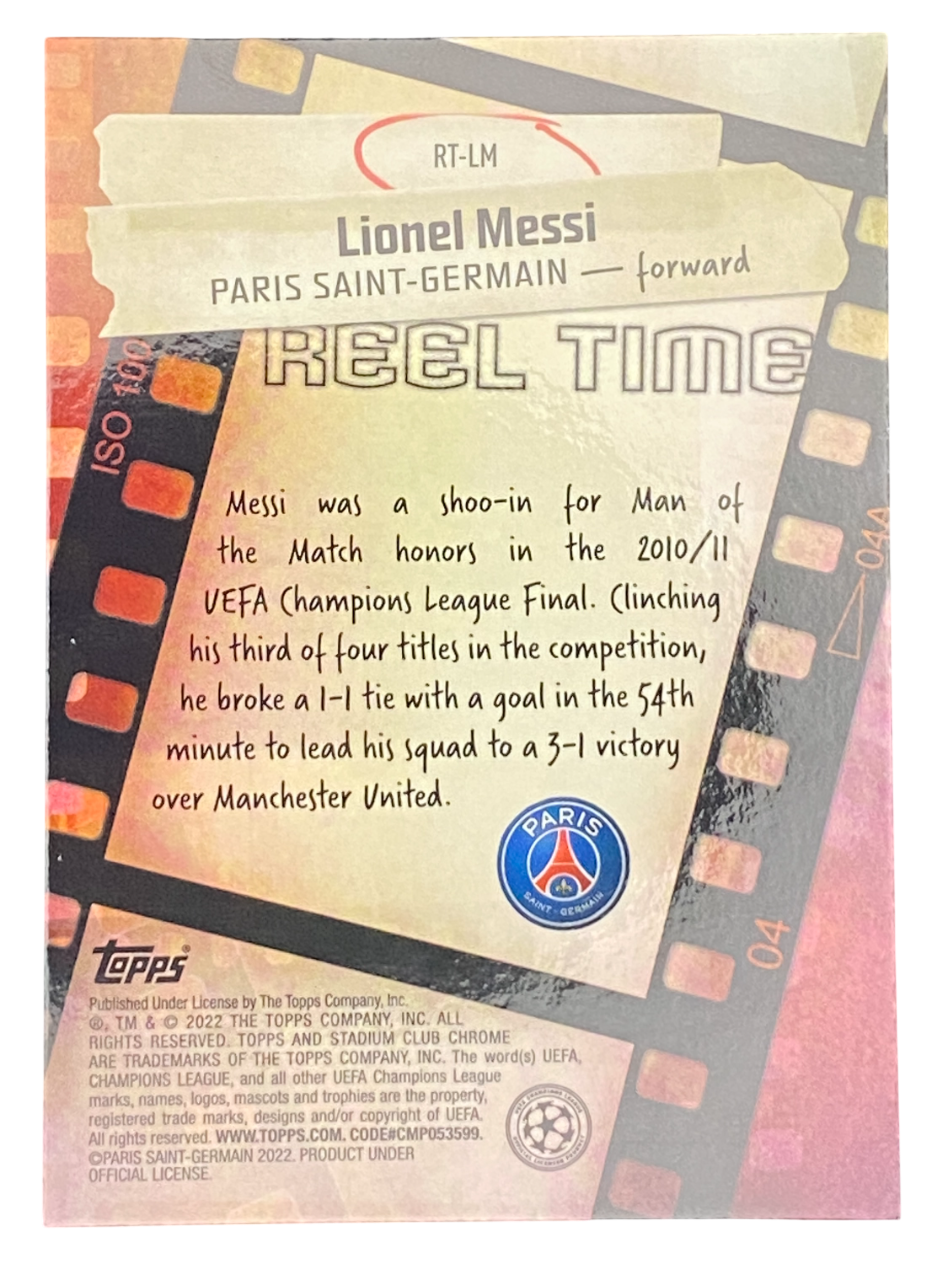 RT-LM
Lionel Messi
PARIS SAINT-GERMAIN — forward
REEL TIME
ISO 100
Messi was a shoo-in for Man of
the Match honors in the 2010/11
UEFA Champions League Final. Clinching
his third of four titles in the competition,
he broke a 1-1 tie with a goal in the 54th
minute to lead his squad to a 3-1 victory
over Manchester United.
04A
04
PARIS
SAINT-GERMAIN
Topps®
Published Under License by The Topps Company, Inc.
®, TM & © 2022 THE TOPPS COMPANY, INC. ALL
RIGHTS RESERVED. TOPPS AND STADIUM CLUB CHROME
ARE TRADEMARKS OF THE TOPPS COMPANY, INC. The word(s) UEFA,
CHAMPIONS LEAGUE, and all other UEFA Champions League
marks, names, logos, mascots and trophies are the property,
registered trade marks, designs and/or copyright of UEFA.
All rights reserved. WWW.TOPPS.COM. CODE#CMP053599.
©PARIS SAINT-GERMAIN 2022. PRODUCT UNDER
OFFICIAL LICENSE.
UEFA CHAMPIONS LEAGUE
OFFICIAL LICENSED PRODUCT